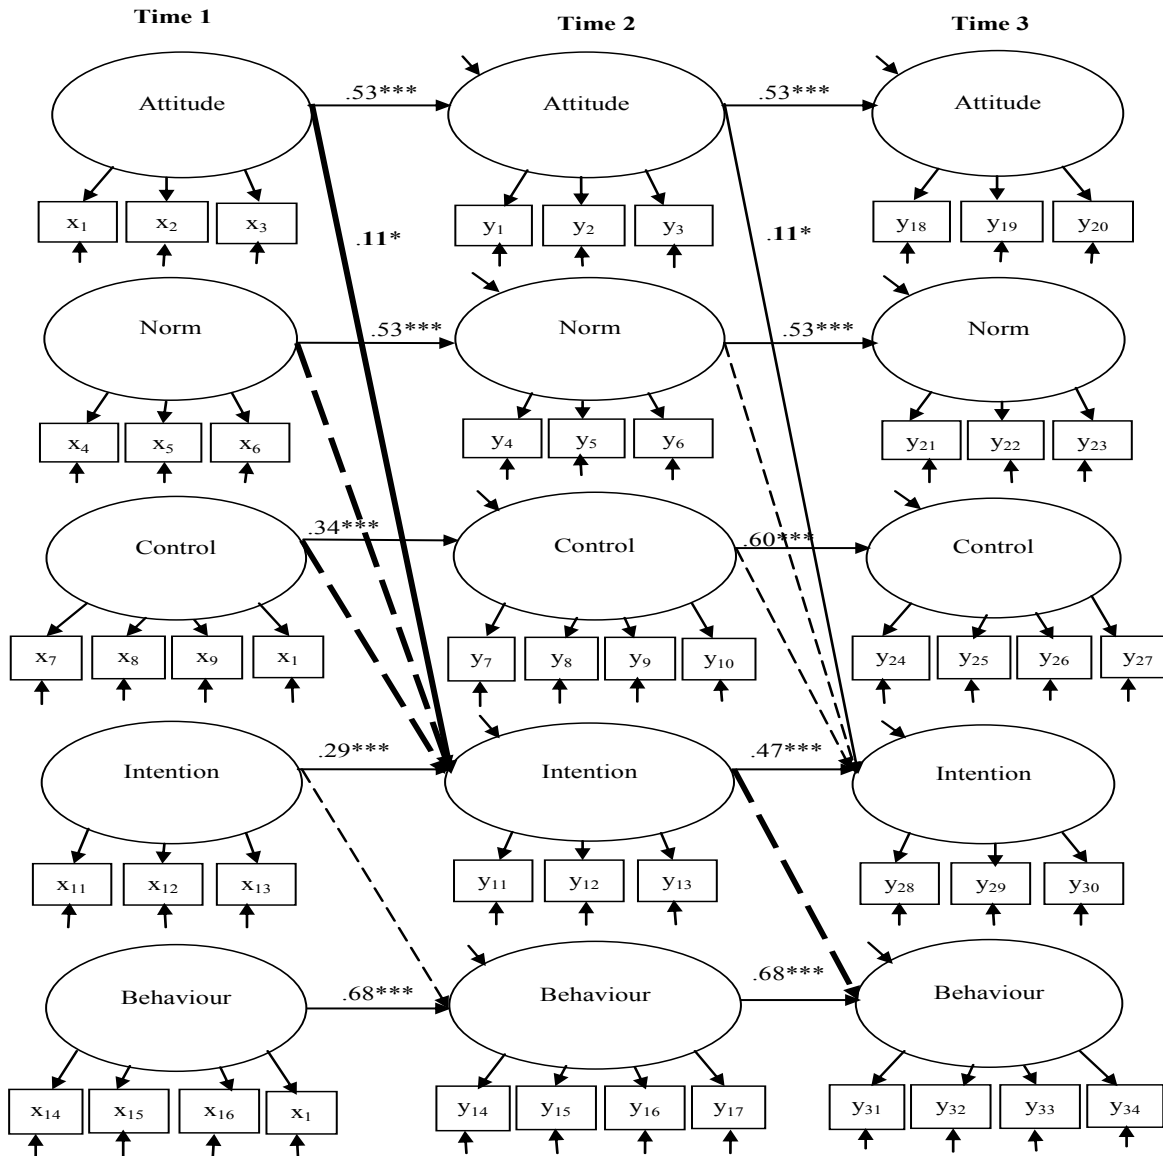 Time 1 Time 2 Time 3
Attitude .53*** Attitude .53*** Attitude
x1 x2 x3 y1 y2 y3 y18 y19 y20
.11* .11*
Norm .53*** Norm .53*** Norm
x4 x5 x6 y4 y5 y6 y21 y22 y23
Control .34*** Control .60*** Control
x7 x8 x9 x1 y7 y8 y9 y10 y24 y25 y26 y27
Intention .29*** Intention .47*** Intention
x11 x12 x13 y11 y12 y13 y28 y29 y30
Behaviour .68*** Behaviour .68*** Behaviour
x14 x15 x16 x1 y14 y15 y16 y17 y31 y32 y33 y34